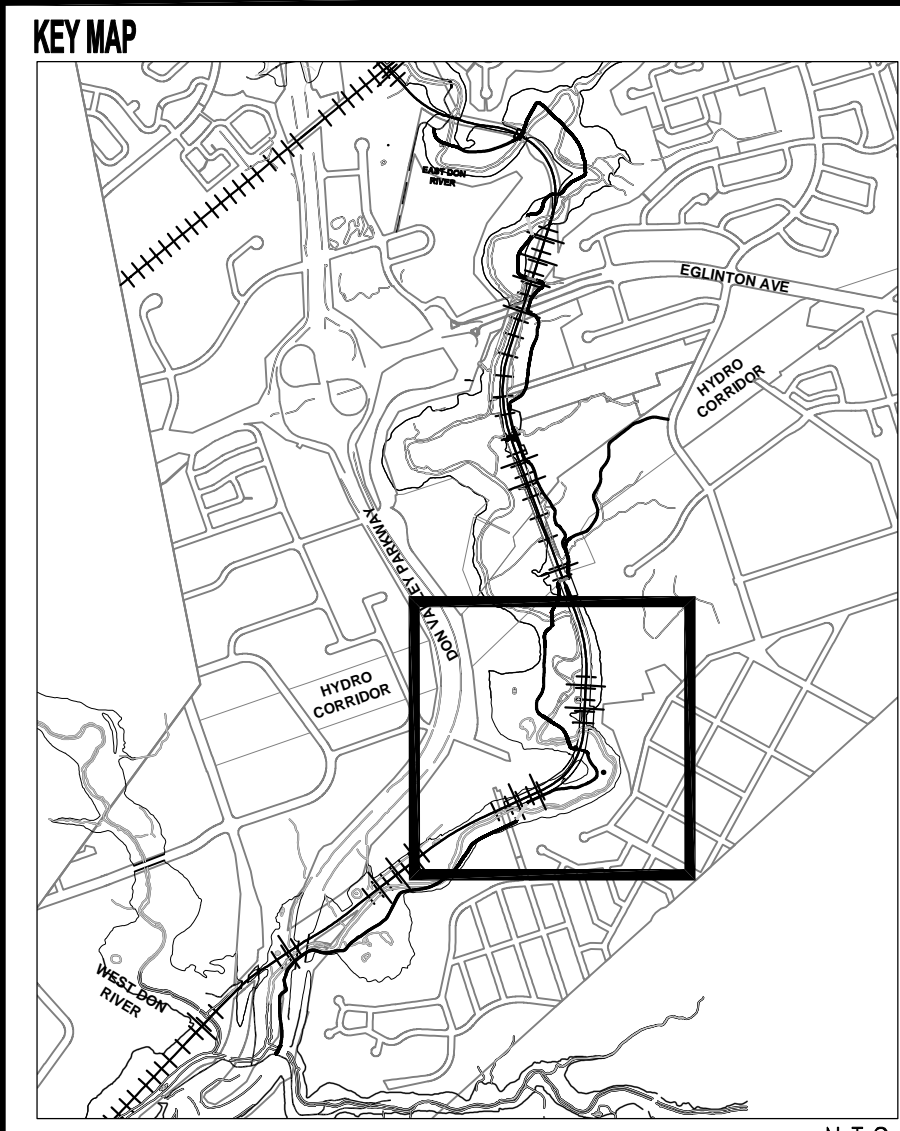 KEY MAP
EAST DON
RIVER
EGLINTON AVE
HYDRO
CORRIDOR
DON VALLEY PARKWAY
HYDRO
CORRIDOR
WEST DON
RIVER